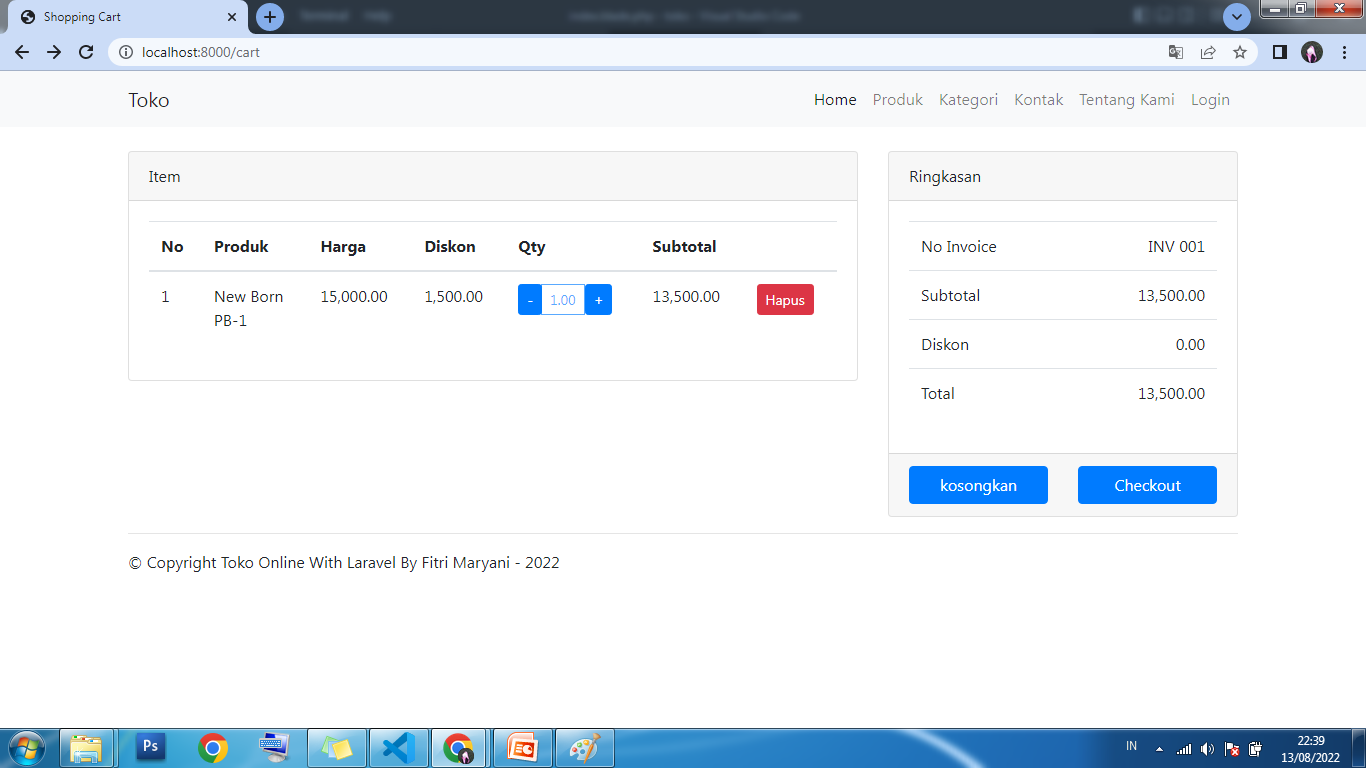 Shopping Cart
Terminal Help
localhost:8000/cart
Toko
Home Produk Kategori Kontak Tentang Kami Login
Item
No Produk Harga Diskon Qty Subtotal
1 New Born PB-1 15,000.00 1,500.00 - 1.00 + 13,500.00 Hapus
Ringkasan
No Invoice INV 001
Subtotal 13,500.00
Diskon 0.00
Total 13,500.00
kosongkan Checkout
© Copyright Toko Online With Laravel By Fitri Maryani - 2022
Ps
IN
22:39
13/08/2022